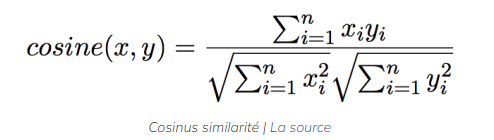 cosine(x, y) = \frac{\sum_{i=1}^{n} x_i y_i}{\sqrt{\sum_{i=1}^{n} x_i^2} \sqrt{\sum_{i=1}^{n} y_i^2}}
Cosinus similarité | La source